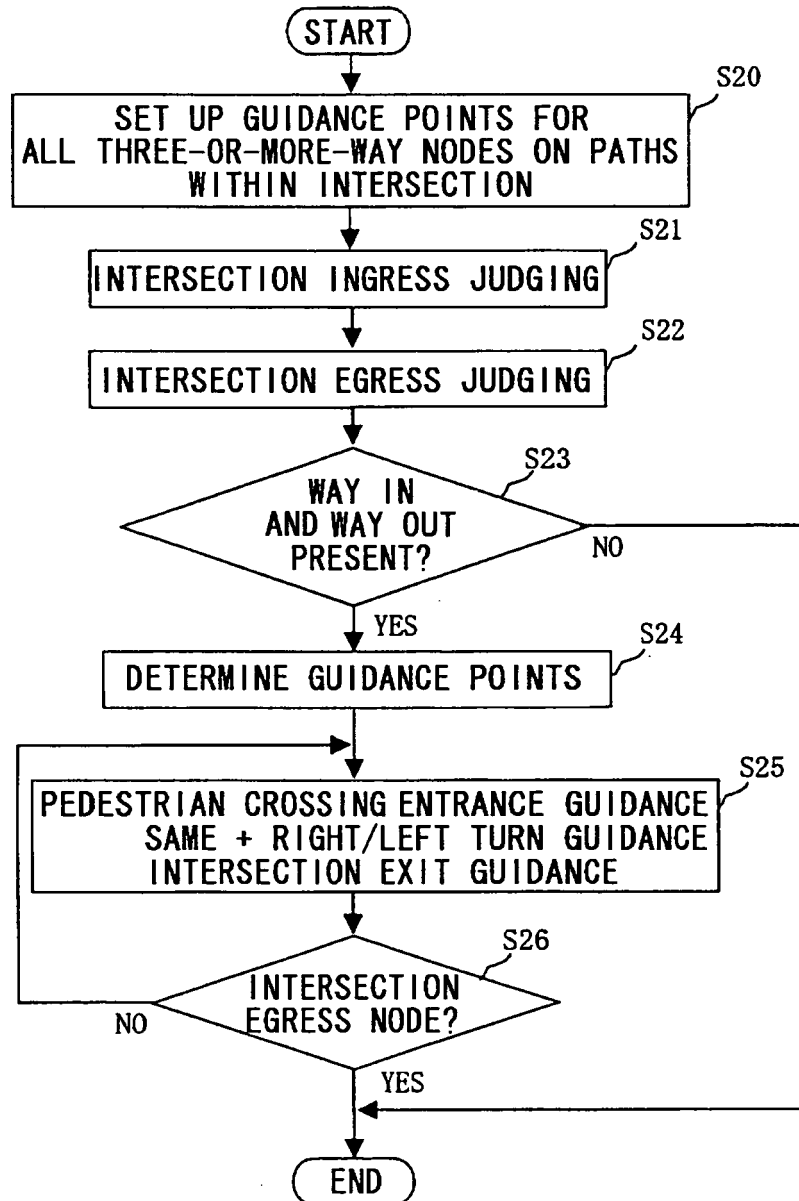 START
S20
SET UP GUIDANCE POINTS FOR
ALL THREE-OR-MORE-WAY NODES ON PATHS
WITHIN INTERSECTION
S21
INTERSECTION INGRESS JUDGING
S22
INTERSECTION EGRESS JUDGING
S23
WAY IN
AND WAY OUT
PRESENT?
NO
YES
S24
DETERMINE GUIDANCE POINTS
S25
PEDESTRIAN CROSSING ENTRANCE GUIDANCE
SAME + RIGHT/LEFT TURN GUIDANCE
INTERSECTION EXIT GUIDANCE
S26
INTERSECTION
EGRESS NODE?
NO
YES
END